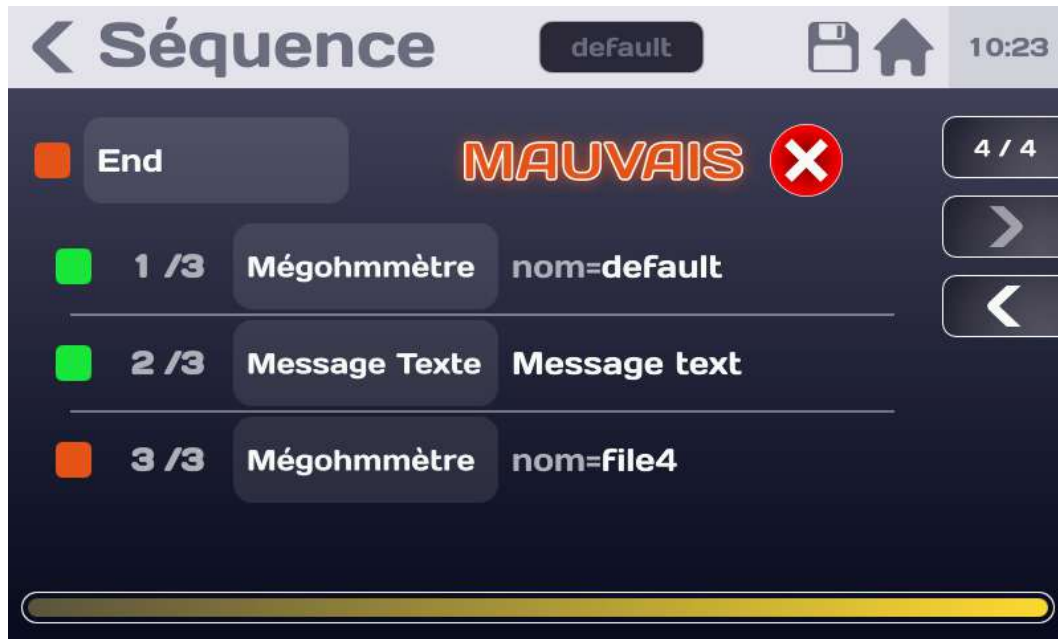 Séquence default 10:23
End MAUVAIS 4 / 4
1 /3 Mégohmmètre nom=default
2 /3 Message Texte Message text
3 /3 Mégohmmètre nom=file4